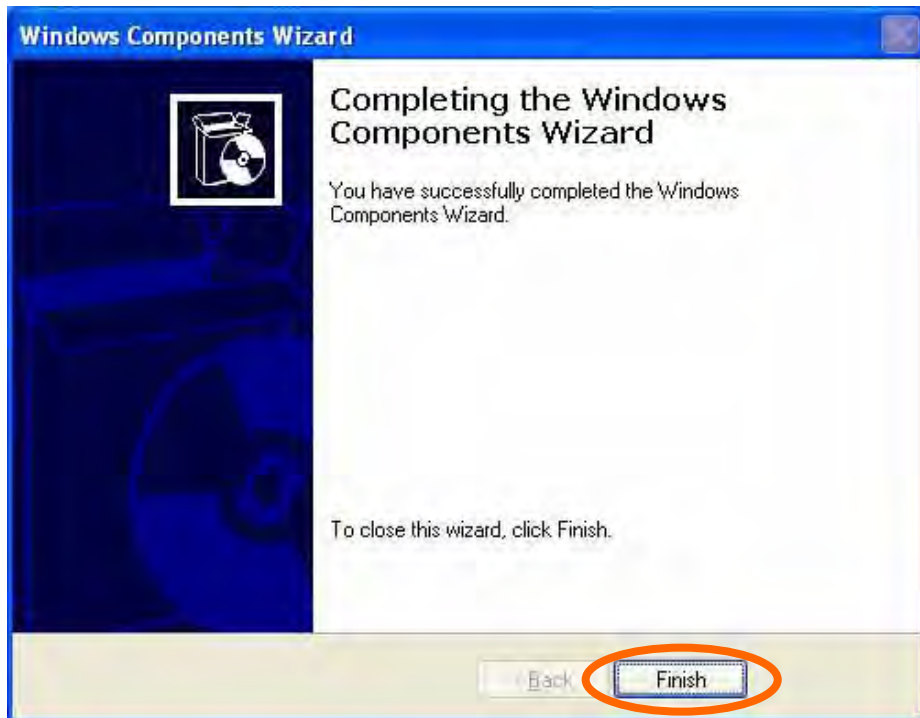 Windows Components Wizard
Completing the Windows
Components Wizard
You have successfully completed the Windows
Components Wizard.
To close this wizard, click Finish.
< Back
Finish